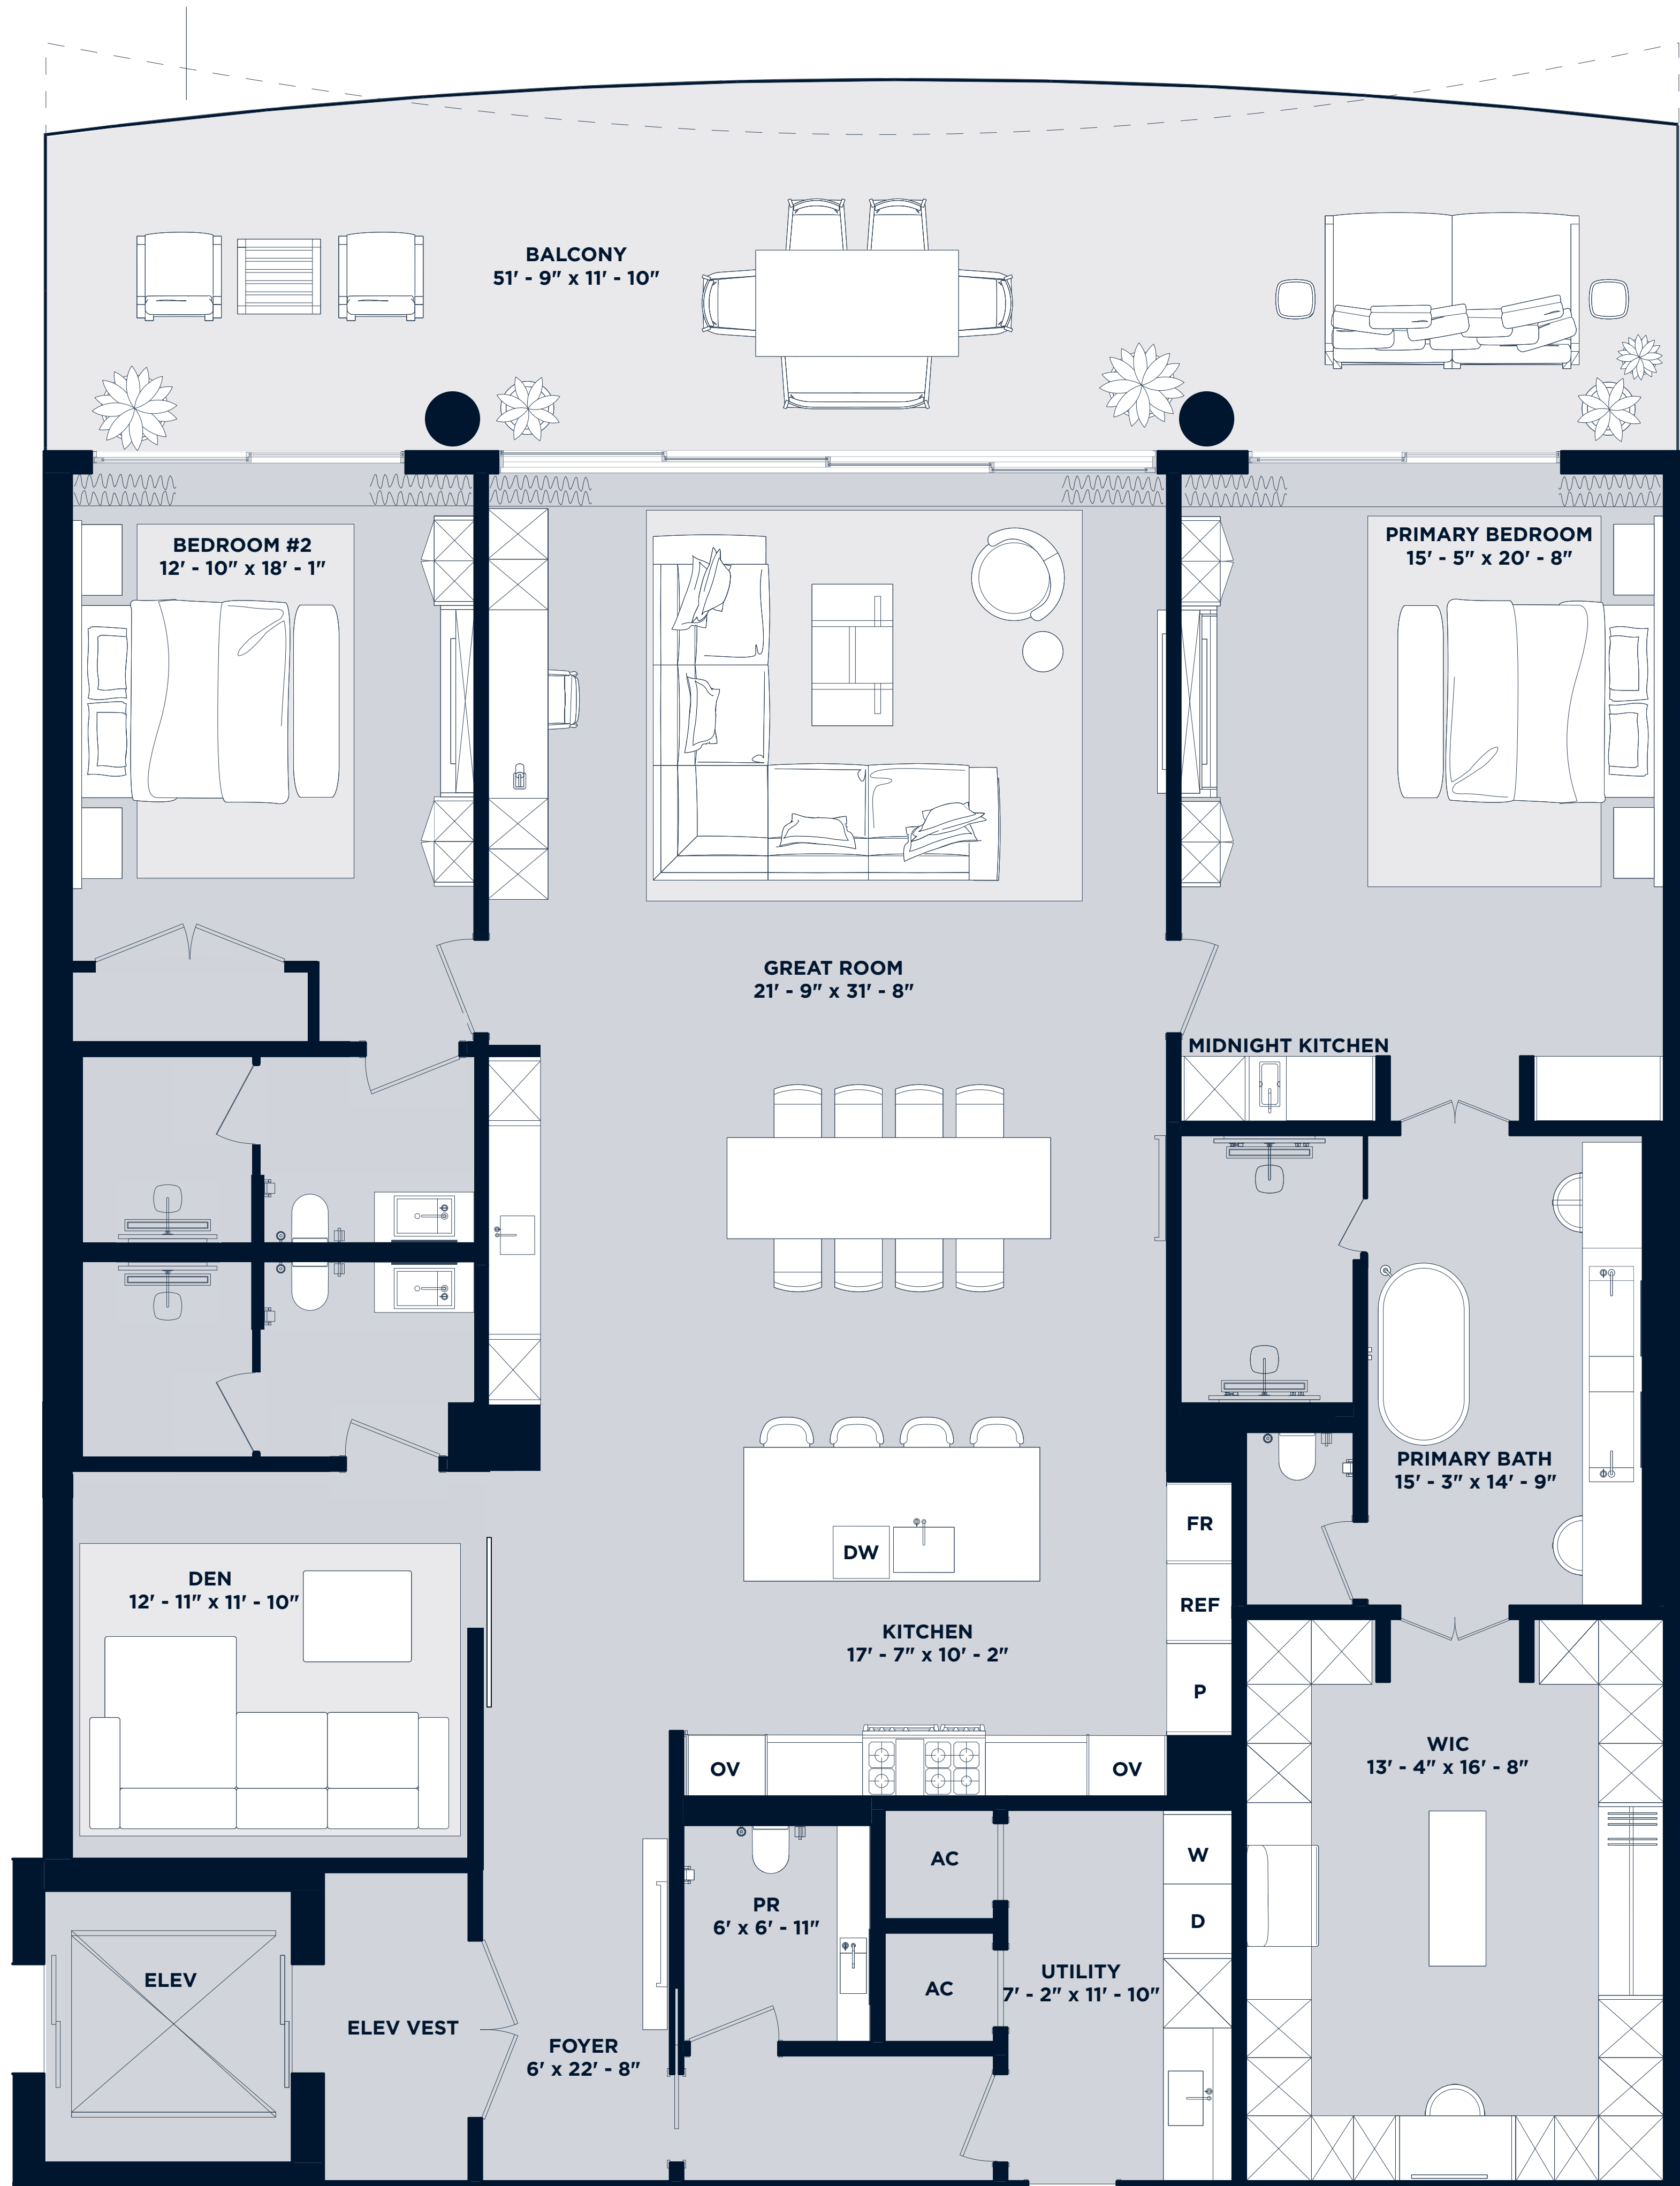 BALCONY
51' - 9" x 11' - 10"
BEDROOM #2
12' - 10" x 18' - 1"
PRIMARY BEDROOM
15' - 5" x 20' - 8"
GREAT ROOM
21' - 9" x 31' - 8"
MIDNIGHT KITCHEN
PRIMARY BATH
15' - 3" x 14' - 9"
FR
DW
REF
DEN
12' - 11" x 11' - 10"
KITCHEN
17' - 7" x 10' - 2"
P
WIC
13' - 4" x 16' - 8"
OV
OV
AC
W
PR
6' x 6' - 11"
D
ELEV
AC
UTILITY
7' - 2" x 11' - 10"
ELEV VEST
FOYER
6' x 22' - 8"